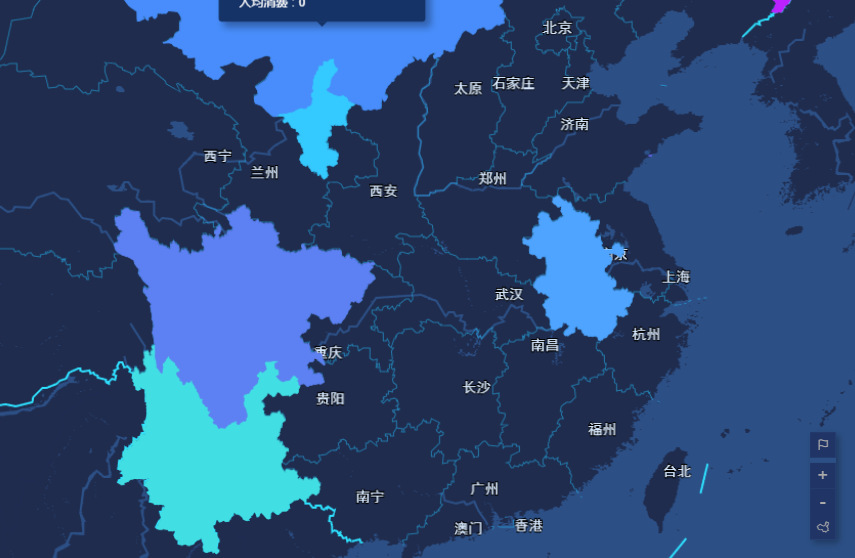 人均消费：0
北京
太原
石家庄
天津
济南
西宁
兰州
西安
郑州
上海
武汉
南昌
杭州
重庆
贵阳
长沙
福州
台北
南宁
广州
澳门
香港
+
-